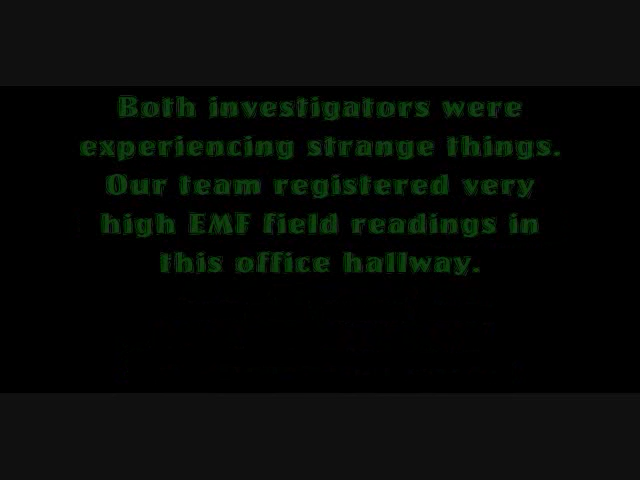 Both investigators were
experiencing strange things.
Our team registered very
high EMF field readings in
this office hallway.